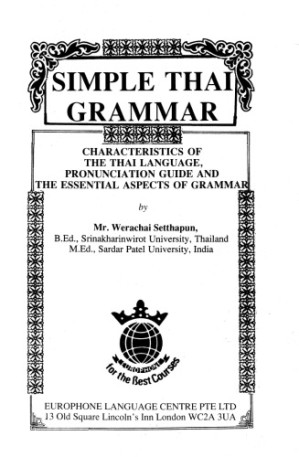 SIMPLE THAI
GRAMMAR
CHARACTERISTICS OF
THE THAI LANGUAGE,
PRONUNCIATION GUIDE AND
THE ESSENTIAL ASPECTS OF GRAMMAR
by
Mr. Werachai Setthapun,
B.Ed., Srinakharinwirot University, Thailand
M.Ed., Sardar Patel University, India
for the Best Courses
EUROPHONE LANGUAGE CENTRE PTE LTD
13 Old Square Lincoln's Inn London WC2A 3UA